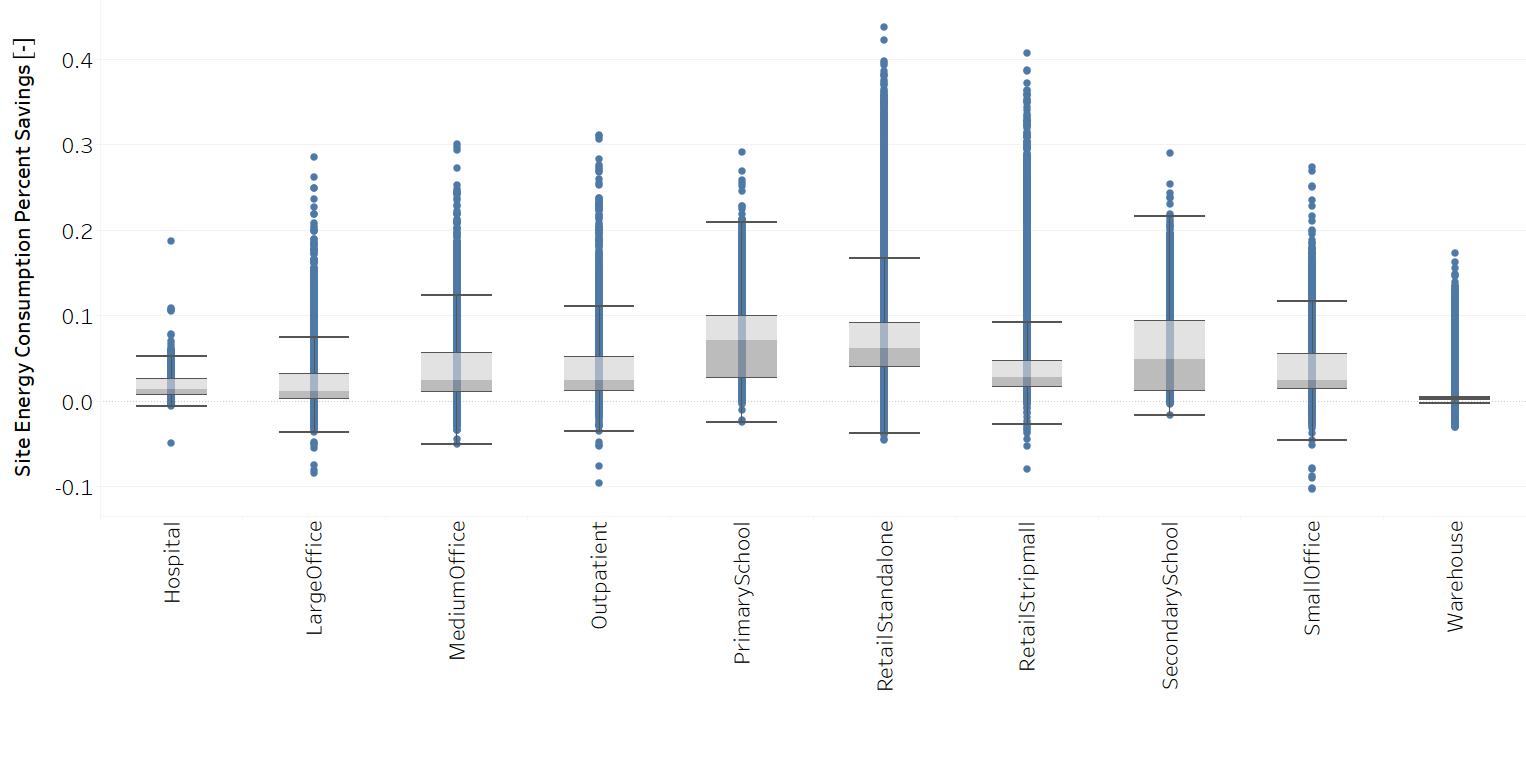 Site Energy Consumption Percent Savings [-]
0.4
0.3
0.2
0.1
0.0
-0.1
Hospital
LargeOffice
MediumOffice
Outpatient
PrimarySchool
RetailStandalone
RetailStripmall
SecondarySchool
SmallOffice
Warehouse